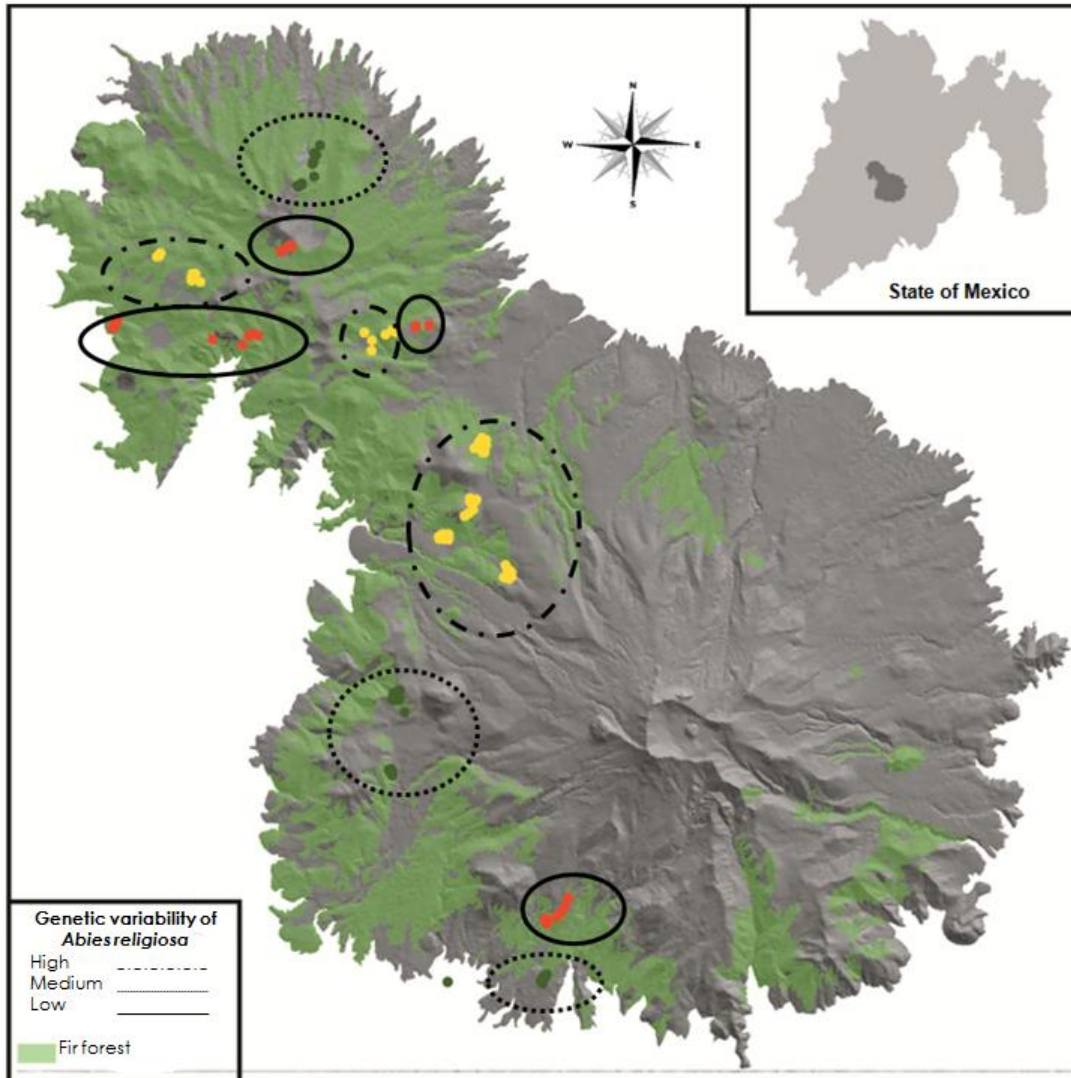 N
W E
S
State of Mexico
Genetic variability of
Abies religiosa
High
Medium
Low
Fir forest